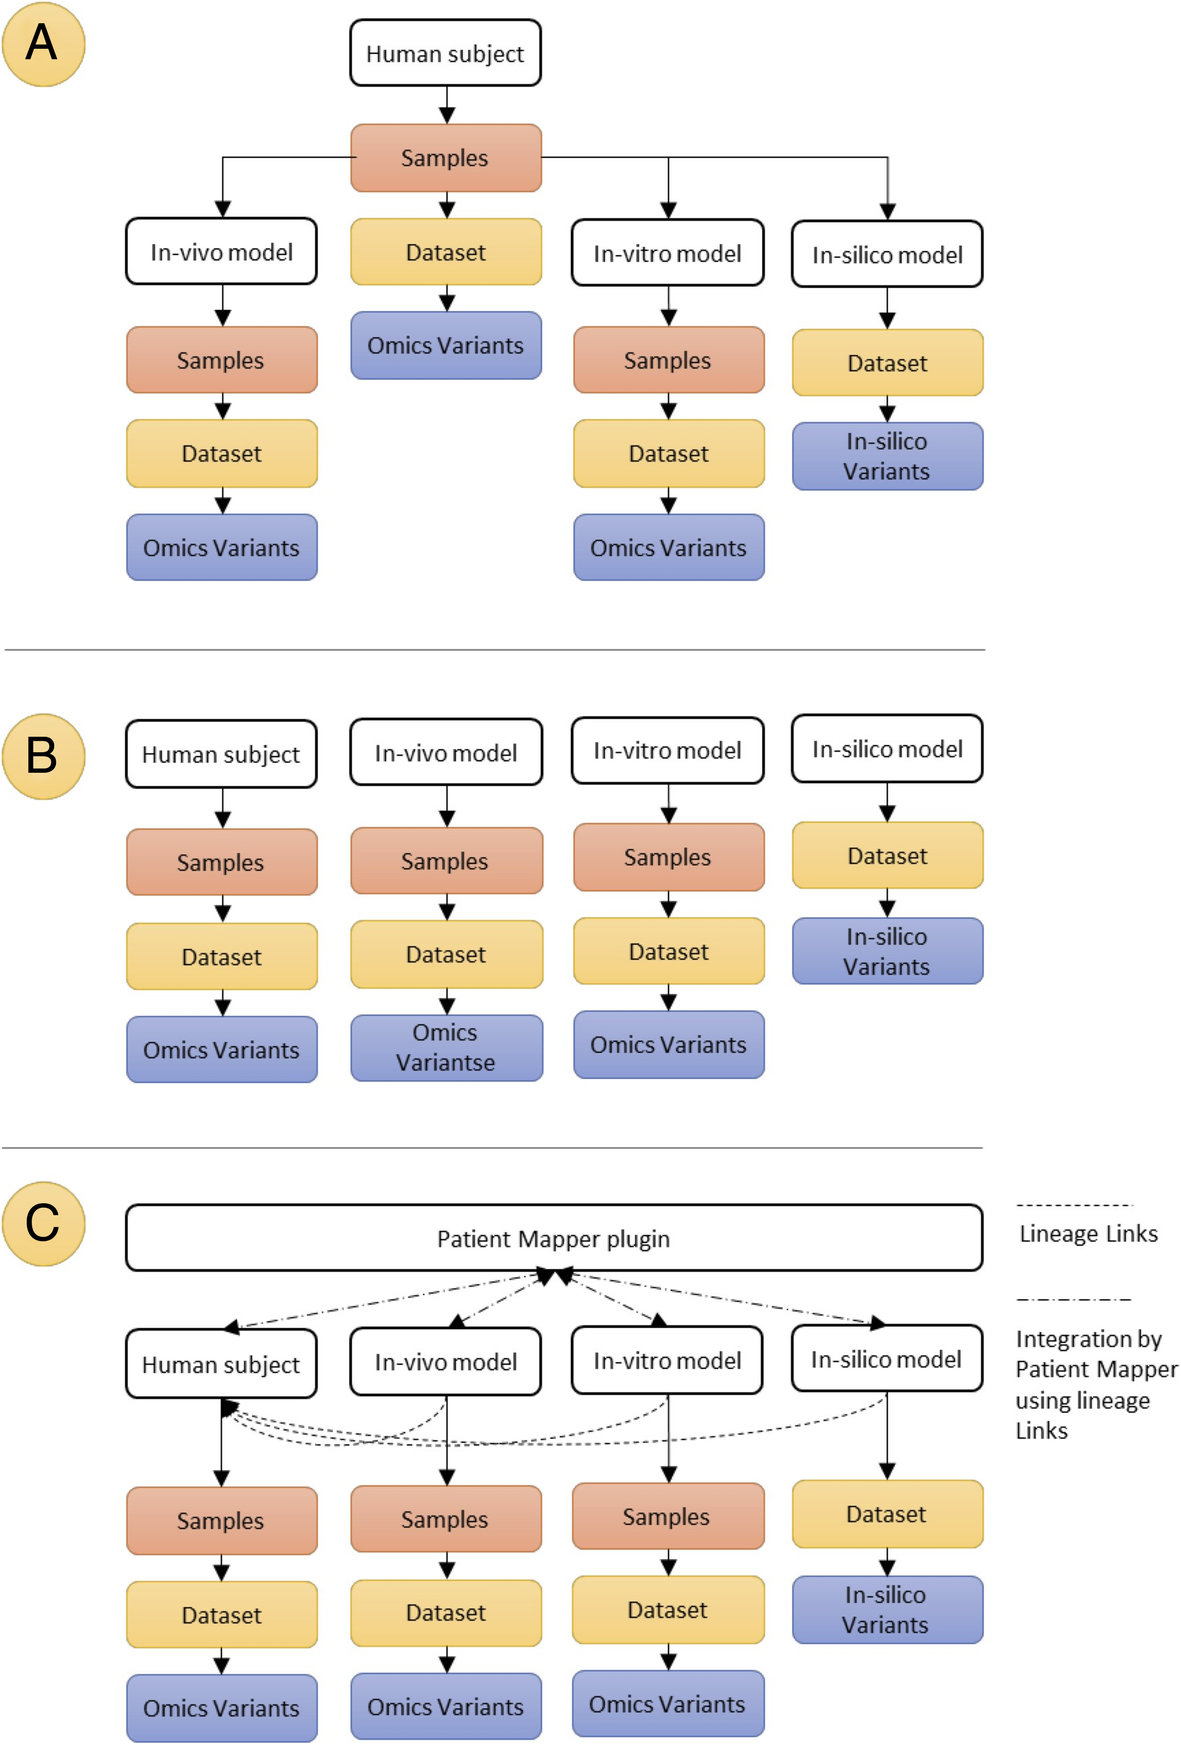 A
Human subject
Samples
In-vivo model
Dataset
In-vitro model
In-silico model
Samples
Omics Variants
Samples
Dataset
Dataset
Dataset
In-silico
Variants
Omics Variants
Omics Variants
B
Human subject
In-vivo model
In-vitro model
In-silico model
Samples
Samples
Samples
Dataset
Dataset
Dataset
Dataset
In-silico
Variants
Omics Variants
Omics
Variantse
Omics Variants
C
Patient Mapper plugin
Lineage Links
Integration by
Patient Mapper
using lineage
Links
Human subject
In-vivo model
In-vitro model
In-silico model
Samples
Samples
Samples
Dataset
Dataset
Dataset
Dataset
In-silico
Variants
Omics Variants
Omics Variants
Omics Variants